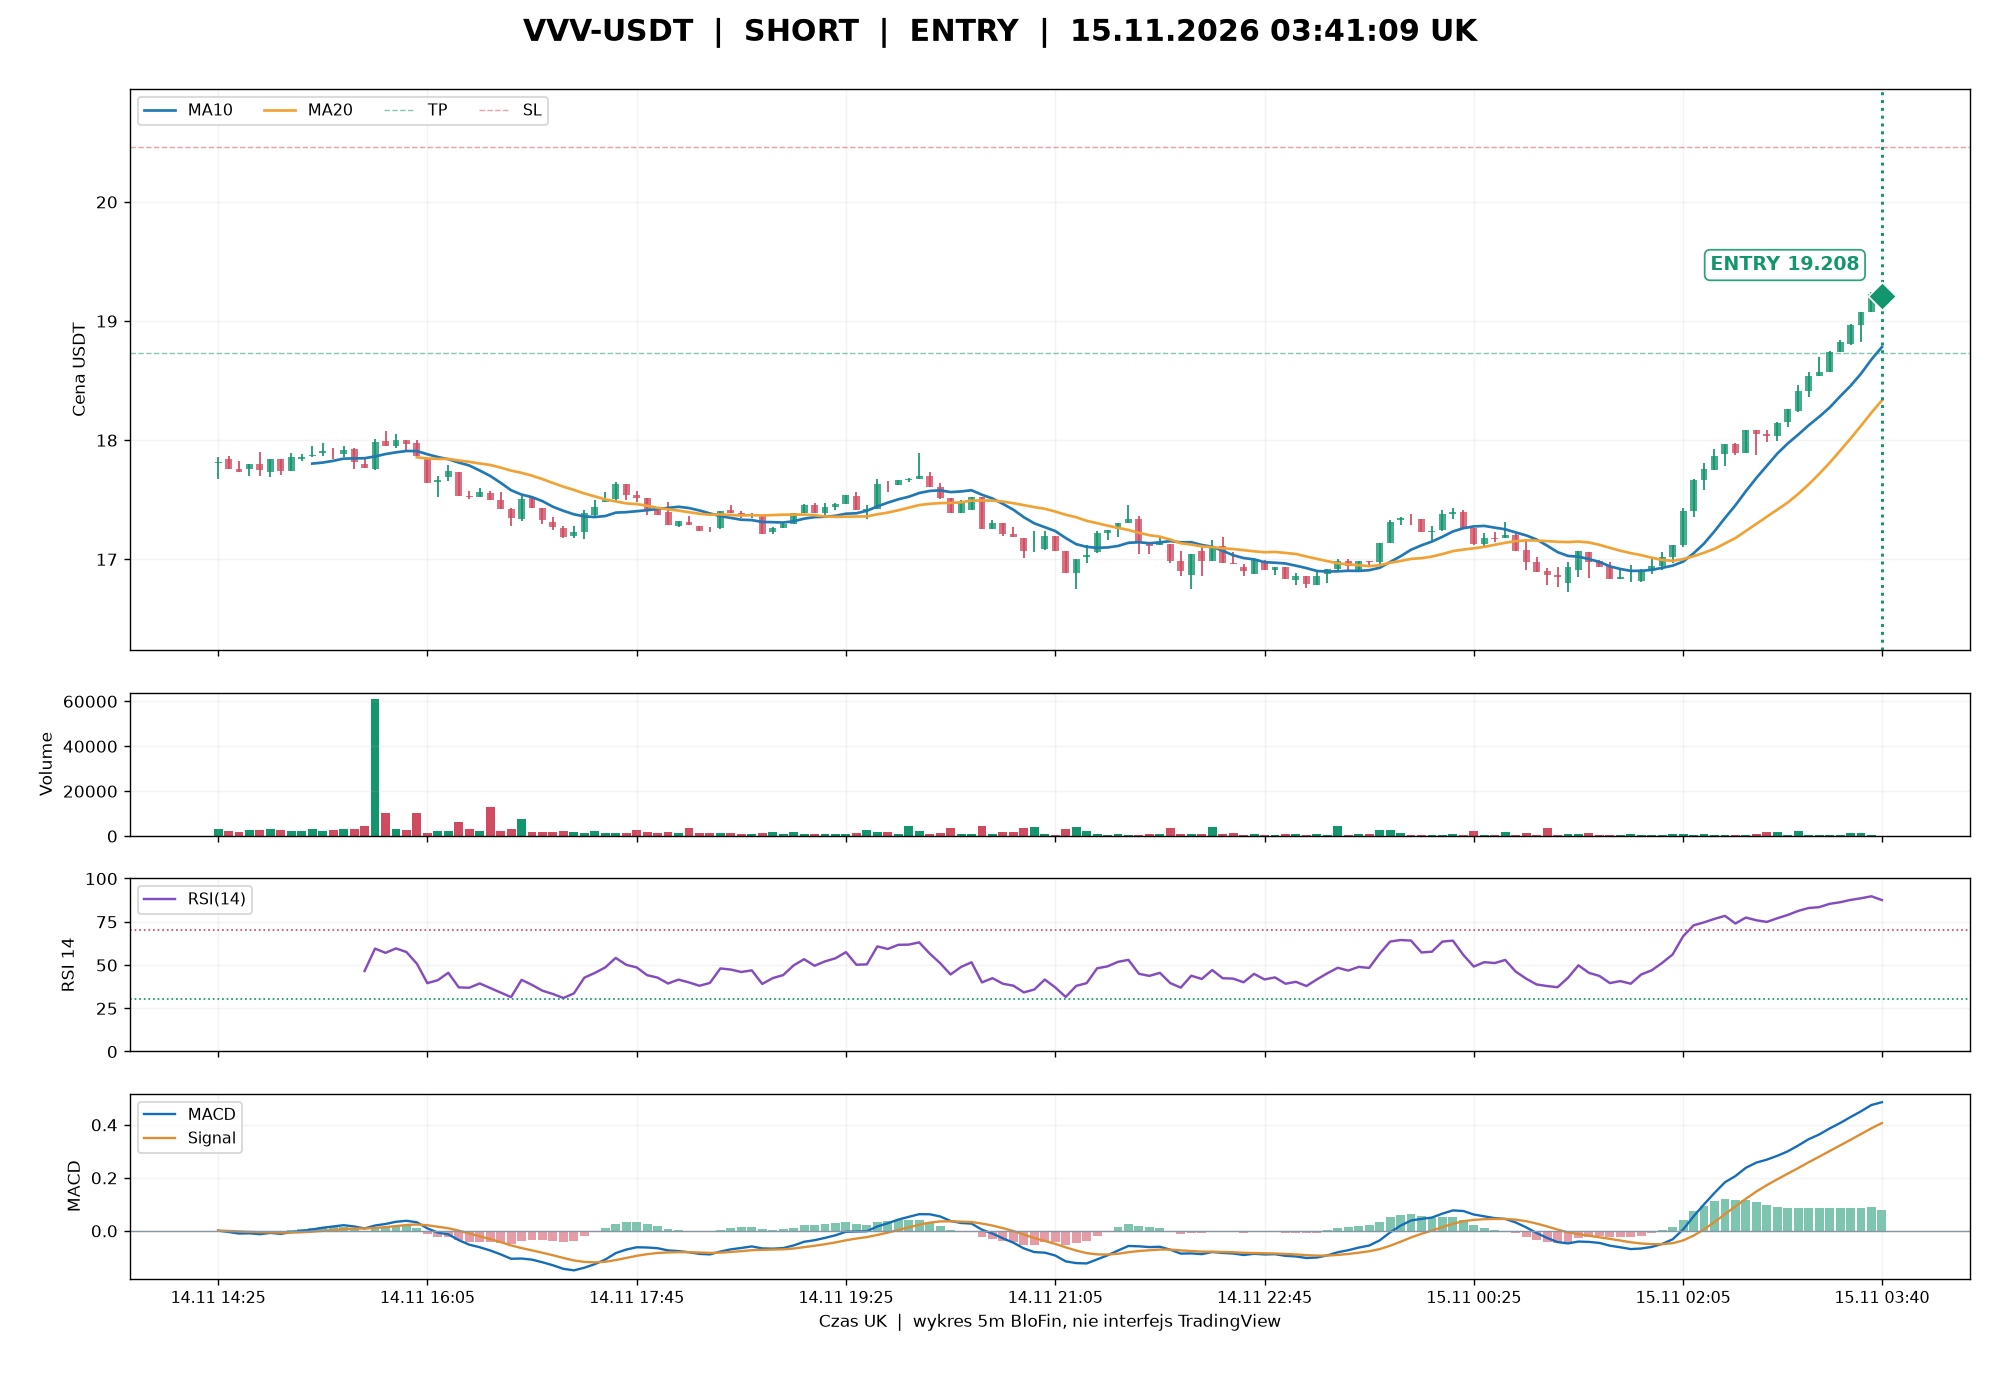 VVV-USDT | SHORT | ENTRY | 15.11.2026 03:41:09 UK
MA10 MA20 TP SL
ENTRY 19.208
20
19
18
17
Cena USDT
60000
40000
20000
0
Volume
RSI(14)
100
75
50
25
0
RSI 14
MACD
Signal
0.4
0.2
0.0
MACD
14.11 14:25 14.11 16:05 14.11 17:45 14.11 19:25 14.11 21:05 14.11 22:45 15.11 00:25 15.11 02:05 15.11 03:40
Czas UK | wykres 5m BloFin, nie interfejs TradingView